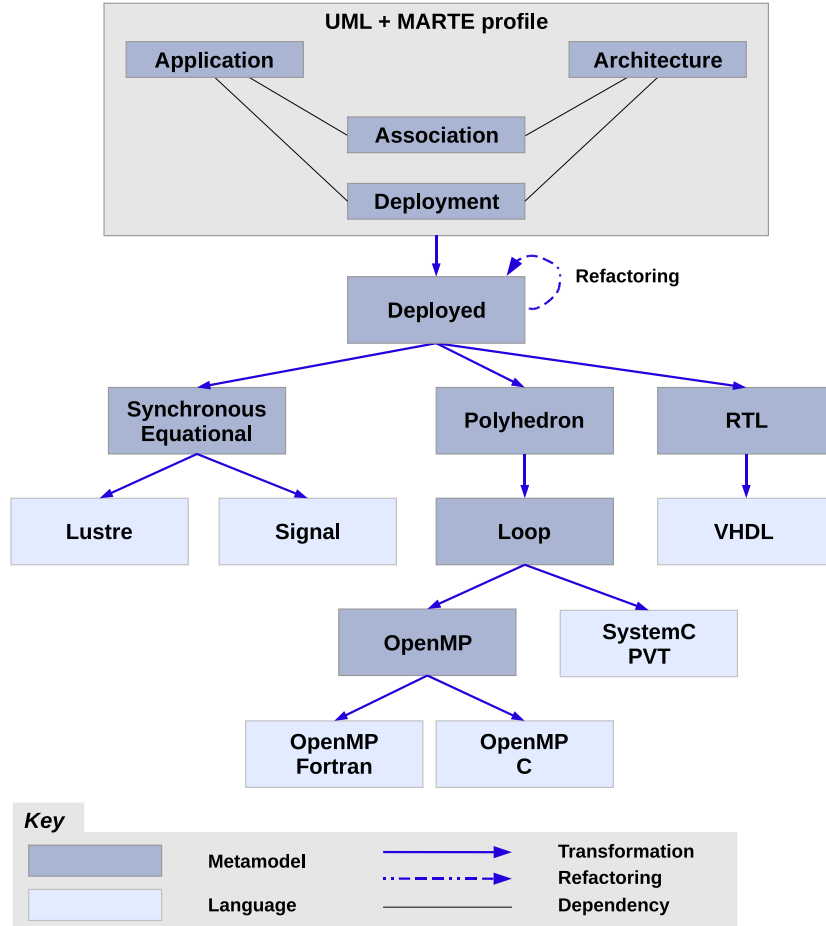 UML + MARTE profile
Application
Architecture
Association
Deployment
Deployed
Refactoring
Synchronous
Equational
Polyhedron
RTL
Lustre
Signal
Loop
VHDL
OpenMP
SystemC
PVT
OpenMP
Fortran
OpenMP
C
Key
Metamodel
Language
Transformation
Refactoring
Dependency